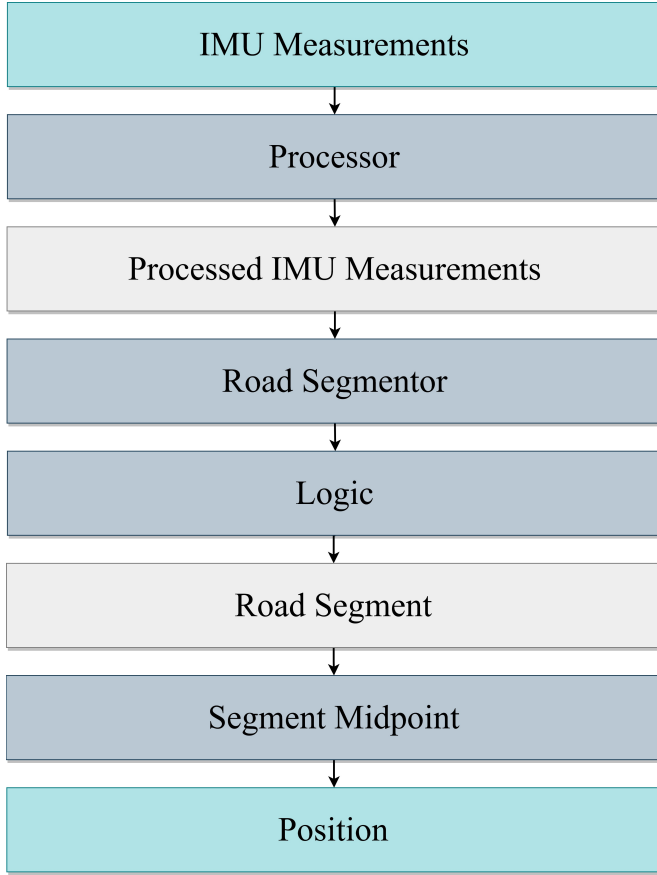 IMU Measurements
Processor
Processed IMU Measurements
Road Segmentor
Logic
Road Segment
Segment Midpoint
Position